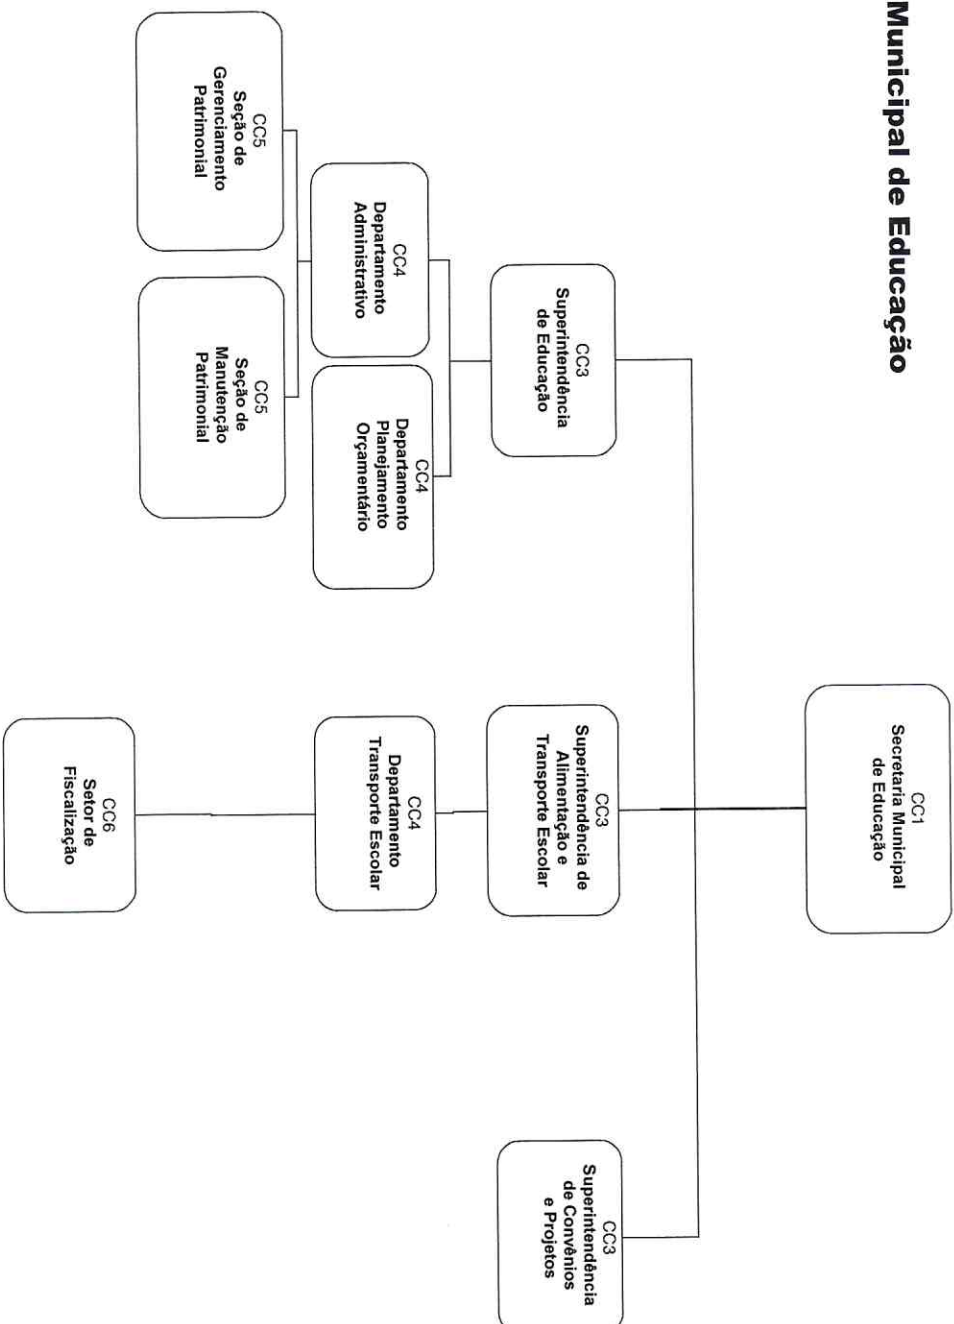 Municipal de Educação
CC1
Secretaria Municipal
de Educação
CC3
Superintendência
de Educação
CC3
Superintendência de
Alimentação e
Transporte Escolar
CC3
Superintendência
de Convênios
e Projetos
CC4
Departamento
Administrativo
CC4
Departamento
Planejamento
Orçamentário
CC4
Departamento
Transporte Escolar
CC5
Seção de
Gerenciamento
Patrimonial
CC5
Seção de
Manutenção
Patrimonial
CC6
Setor de
Fiscalização